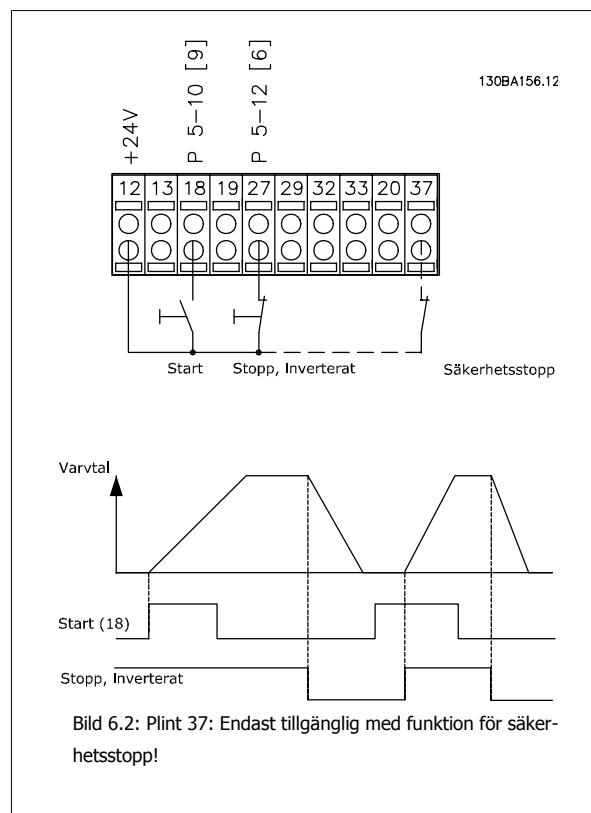 130BA156.12
+24V
P 5-10 [9]
P 5-12 [6]
12 13 18 19 27 29 32 33 20 37
Start Stopp, Inverterat Säkerhetsstopp
Varvtal
Start (18)
Stopp, Inverterat
Bild 6.2: Plint 37: Endast tillgänglig med funktion för säker-
hetsstopp!